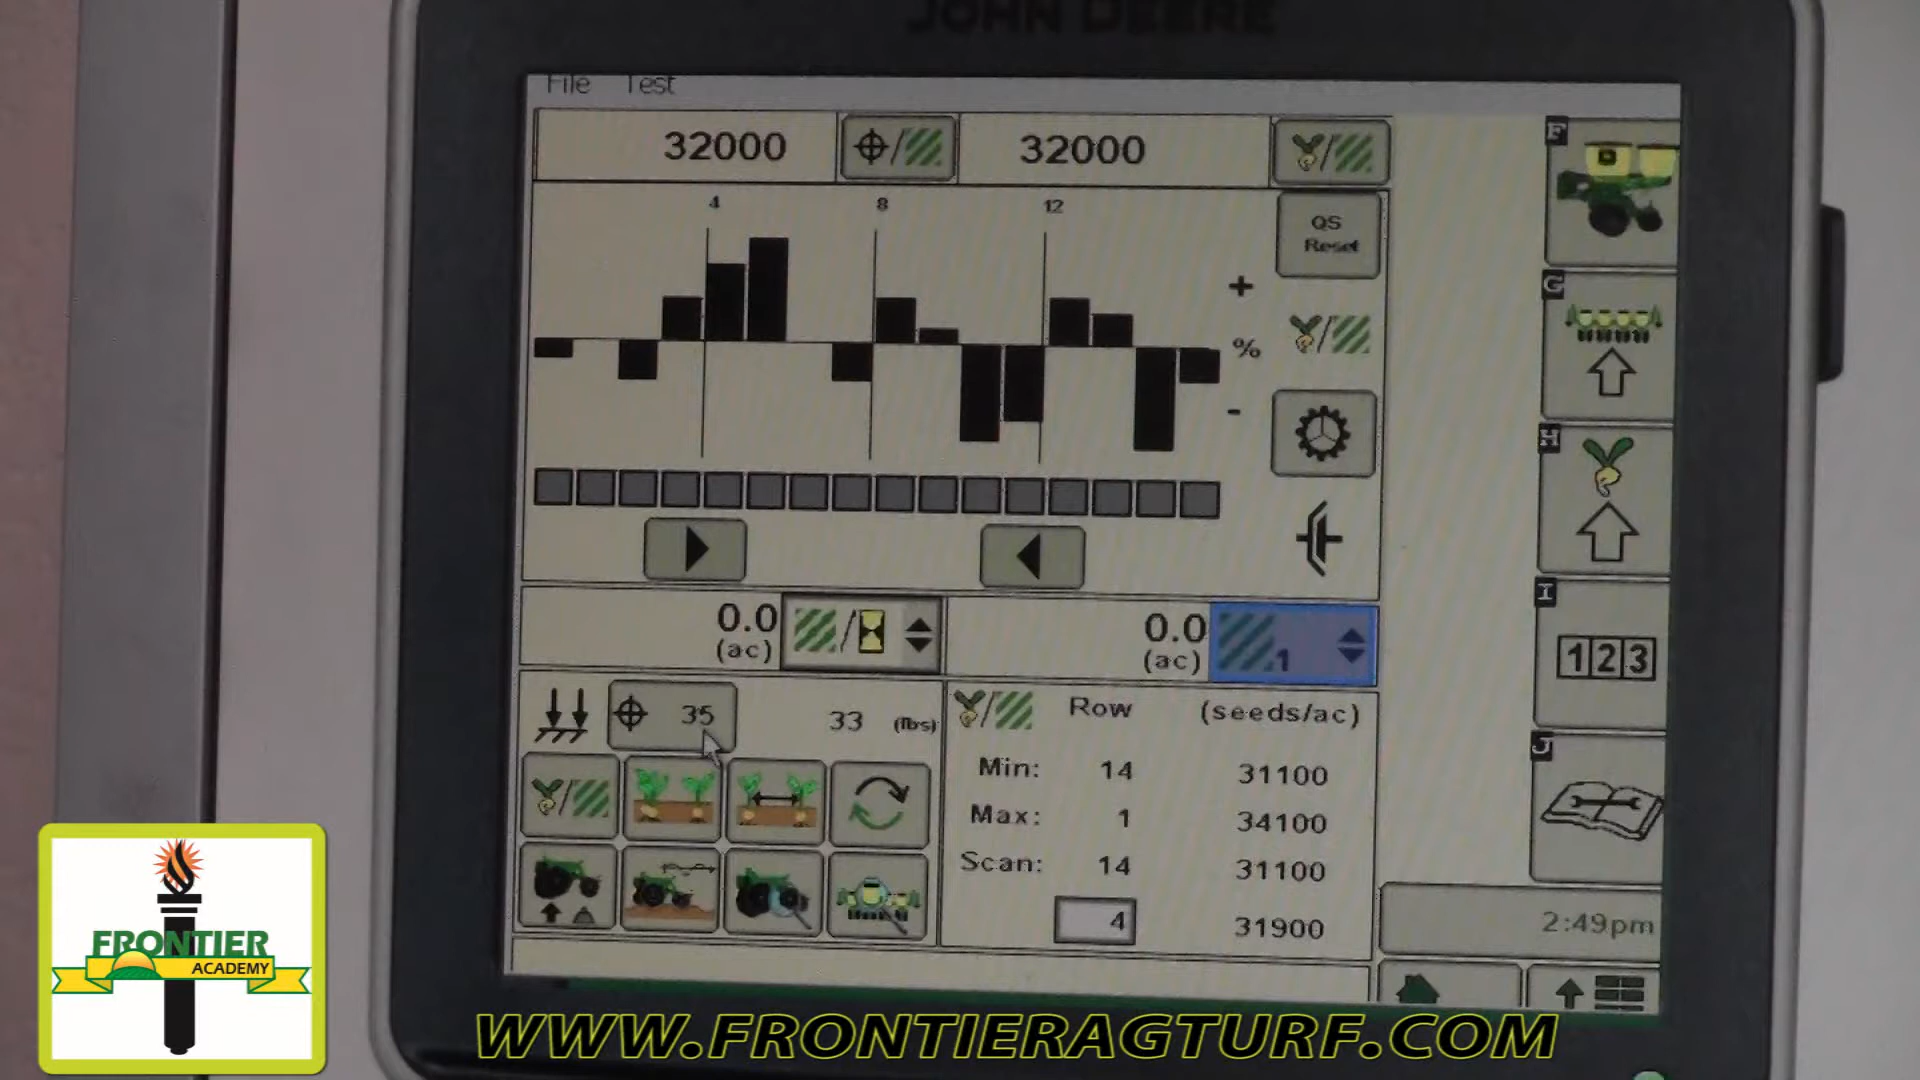 JOHN DEERE
File Test
32000 32000
4 8 12
QS
Reset
+
%
-
0.0
(ac)
0.0
(ac)
1
35 33 (lbs)
Row (seeds/ac)
Min: 14 31100
Max: 1 34100
Scan: 14 31100
4 31900
F
G
H
I
123
J
2:49pm
FRONTIER
ACADEMY
WWW.FRONTIERAGTURF.COM